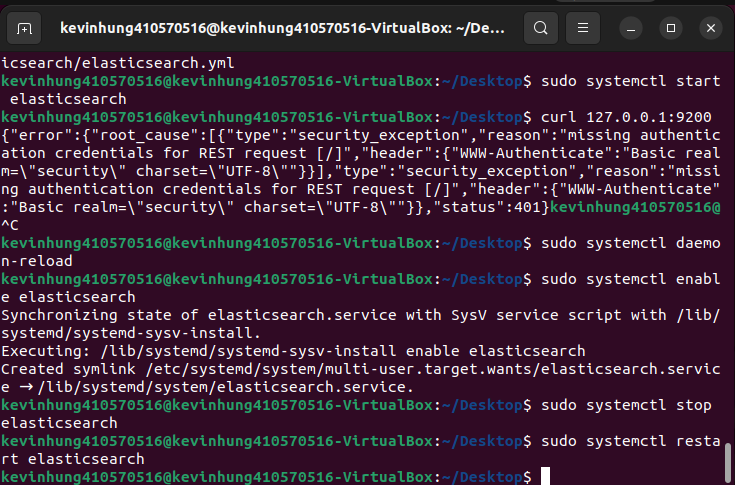 kevinhung410570516@kevinhung410570516-VirtualBox: ~/De...
icsearch/elasticsearch.yml
kevinhung410570516@kevinhung410570516-VirtualBox:~/Desktop$ sudo systemctl start
 elasticsearch
kevinhung410570516@kevinhung410570516-VirtualBox:~/Desktop$ curl 127.0.0.1:9200
{"error":{"root_cause":[{"type":"security_exception","reason":"missing authentic
ation credentials for REST request [/]","header":{"WWW-Authenticate":"Basic real
m=\"security\" charset=\"UTF-8\""}}],"type":"security_exception","reason":"missi
ng authentication credentials for REST request [/]","header":{"WWW-Authenticate"
:"Basic realm=\"security\" charset=\"UTF-8\""}},"status":401}kevinhung410570516@
^C
kevinhung410570516@kevinhung410570516-VirtualBox:~/Desktop$ sudo systemctl daemo
n-reload
kevinhung410570516@kevinhung410570516-VirtualBox:~/Desktop$ sudo systemctl enabl
e elasticsearch
Synchronizing state of elasticsearch.service with SysV service script with /lib/
systemd/systemd-sysv-install.
Executing: /lib/systemd/systemd-sysv-install enable elasticsearch
Created symlink /etc/systemd/system/multi-user.target.wants/elasticsearch.servic
e → /lib/systemd/system/elasticsearch.service.
kevinhung410570516@kevinhung410570516-VirtualBox:~/Desktop$ sudo systemctl stop
elasticsearch
kevinhung410570516@kevinhung410570516-VirtualBox:~/Desktop$ sudo systemctl resta
rt elasticsearch
kevinhung410570516@kevinhung410570516-VirtualBox:~/Desktop$